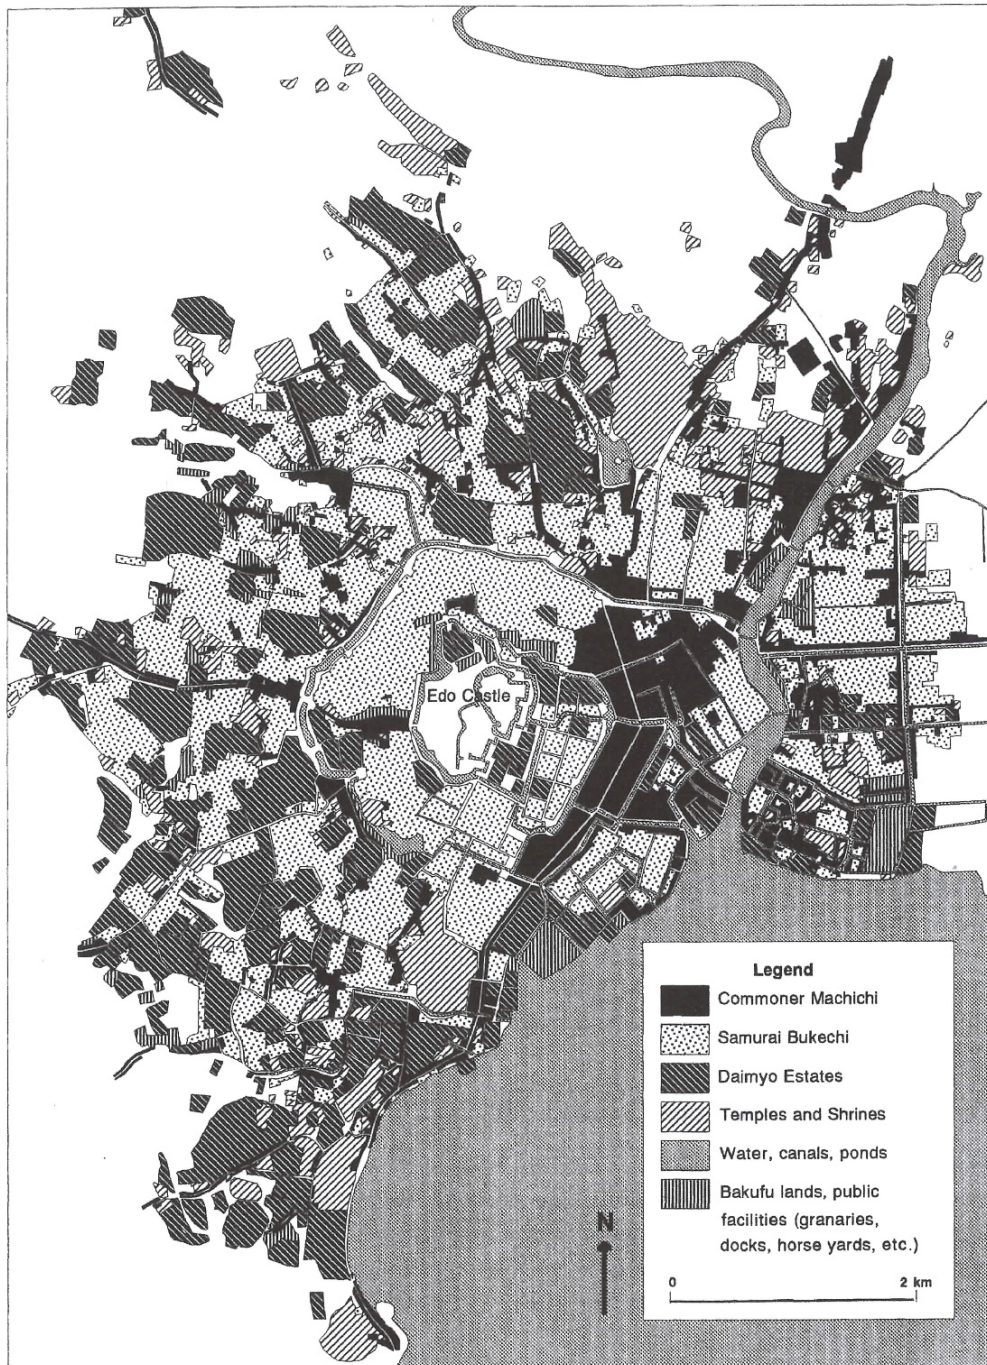 Edo Castle
Legend
Commoner Machichi
Samurai Bukechi
Daimyo Estates
Temples and Shrines
Water, canals, ponds
Bakufu lands, public
facilities (granaries,
docks, horse yards, etc.)
N
0 2 km